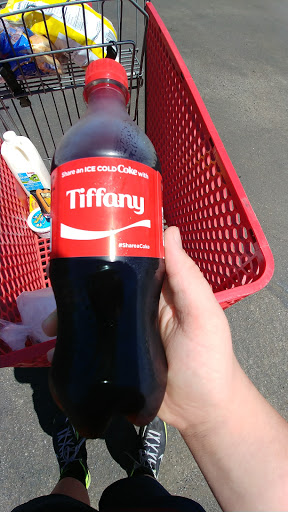 Share an ICE COLD Coke with
Tiffany
#ShareaCoke